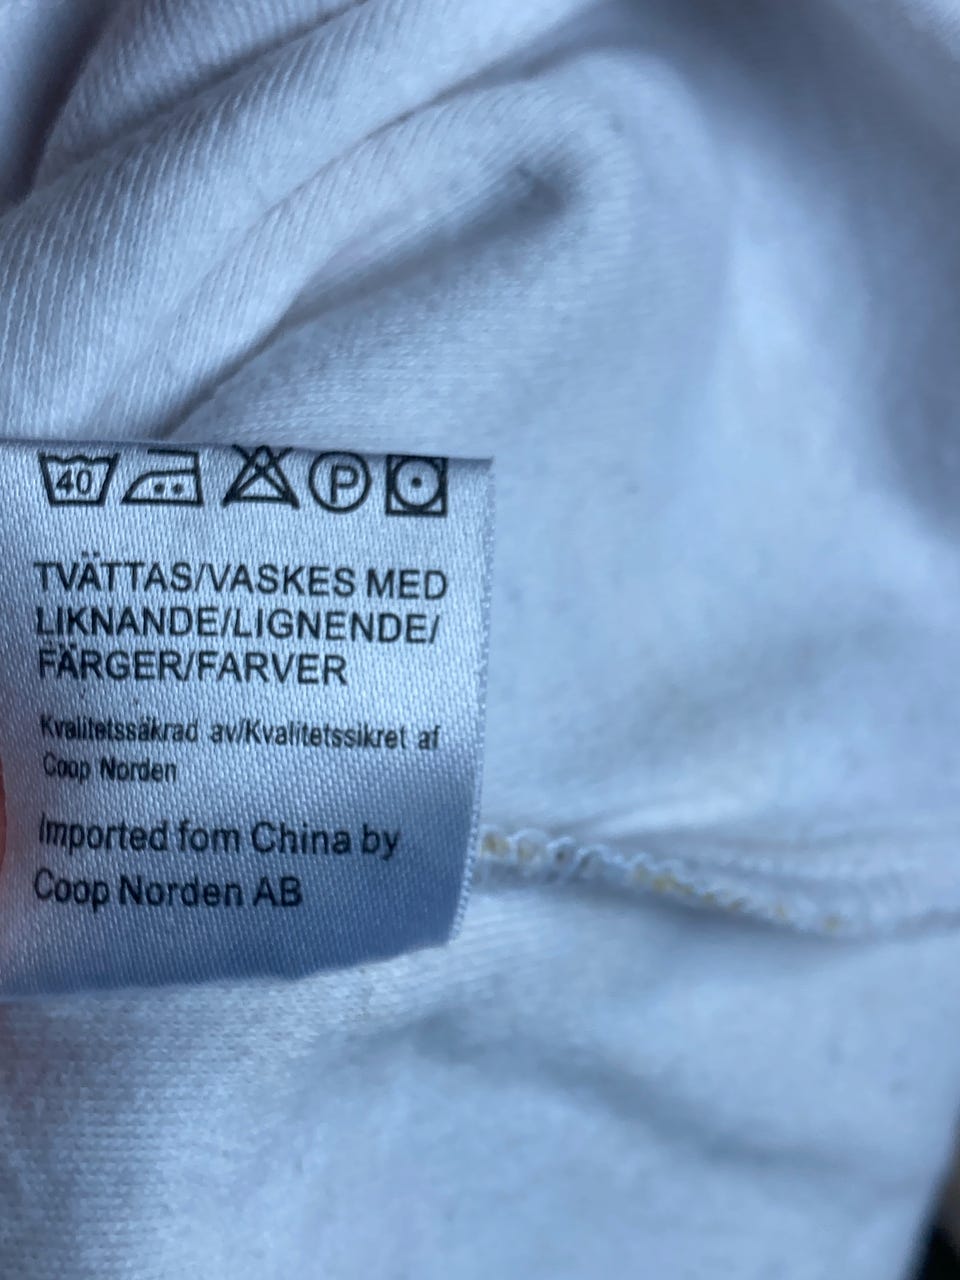 40 P
TVÄTTAS/VASKES MED
LIKNANDE/LIGNENDE/
FÄRGER/FARVER
Kvalitetssäkrad av/Kvalitetssikret af
Coop Norden
Imported fom China by
Coop Norden AB